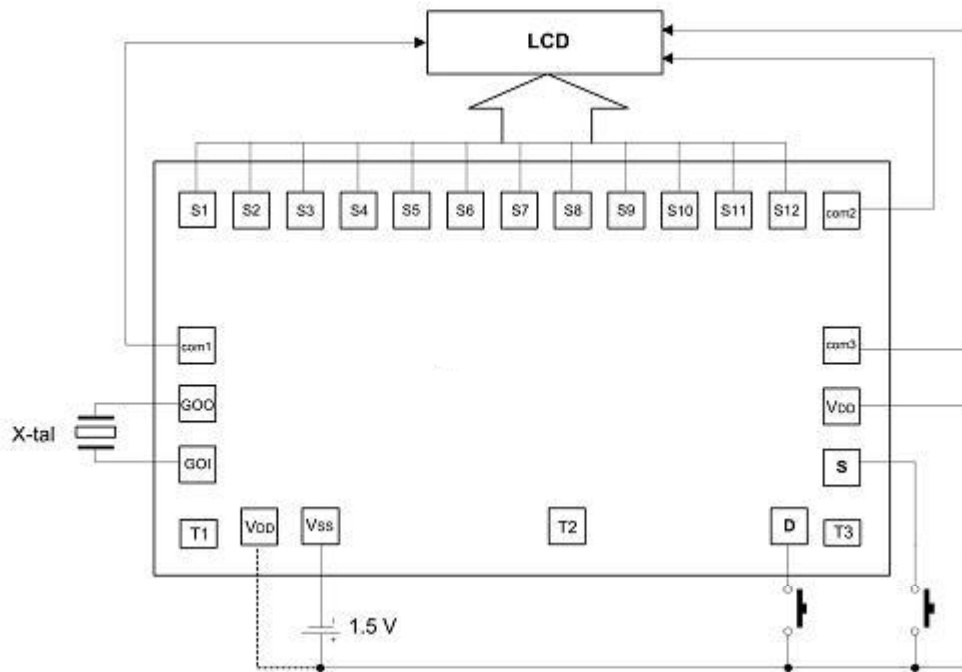 LCD
S1 S2 S3 S4 S5 S6 S7 S8 S9 S10 S11 S12 com2
com1 com3
GOO VDD
X-tal
GOI S
T1 VDD VSS T2 D T3
1.5 V